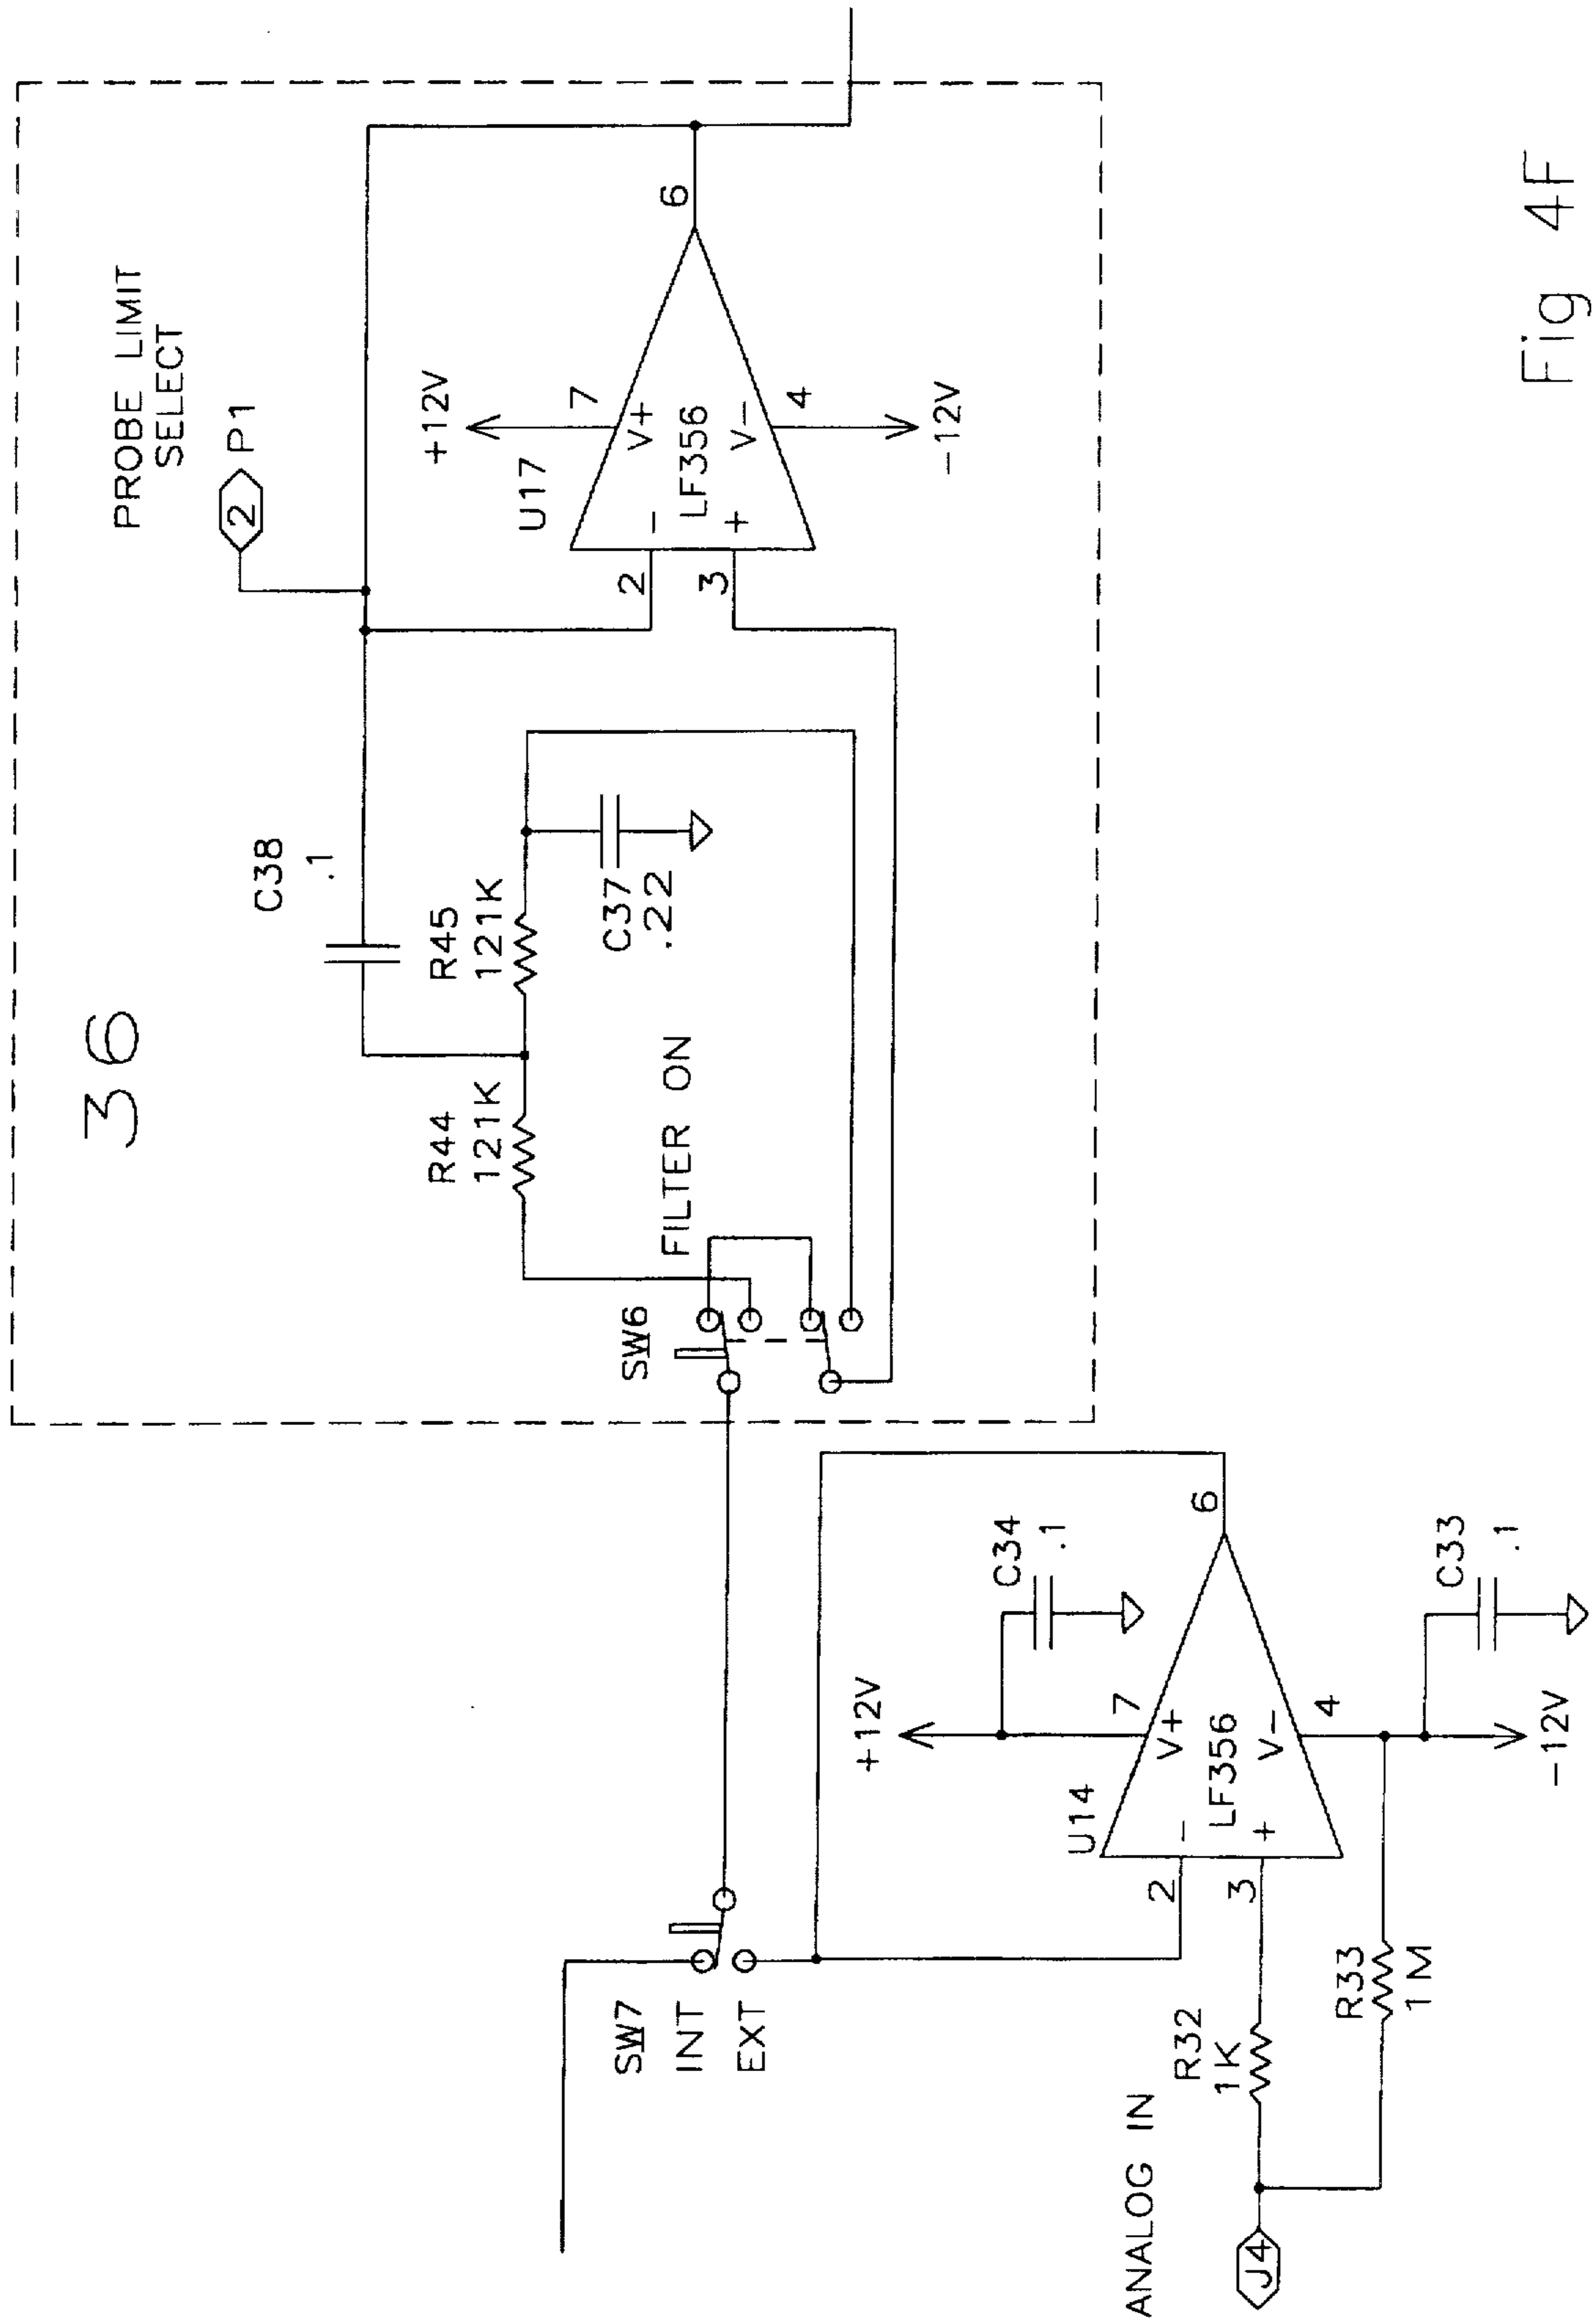 36
PROBE LIMIT
SELECT
2
P1
C38
.1
R44
121K
R45
121K
C37
.22
FILTER ON
SW6
U17
+12V
7
V+
-
2
LF356
6
+
3
V-
4
-12V
SW7
INT
EXT
+12V
C34
.1
U14
7
V+
-
2
LF356
6
+
3
V-
4
C33
.1
-12V
ANALOG IN
J4
R32
1K
R33
1M
Fig 4F